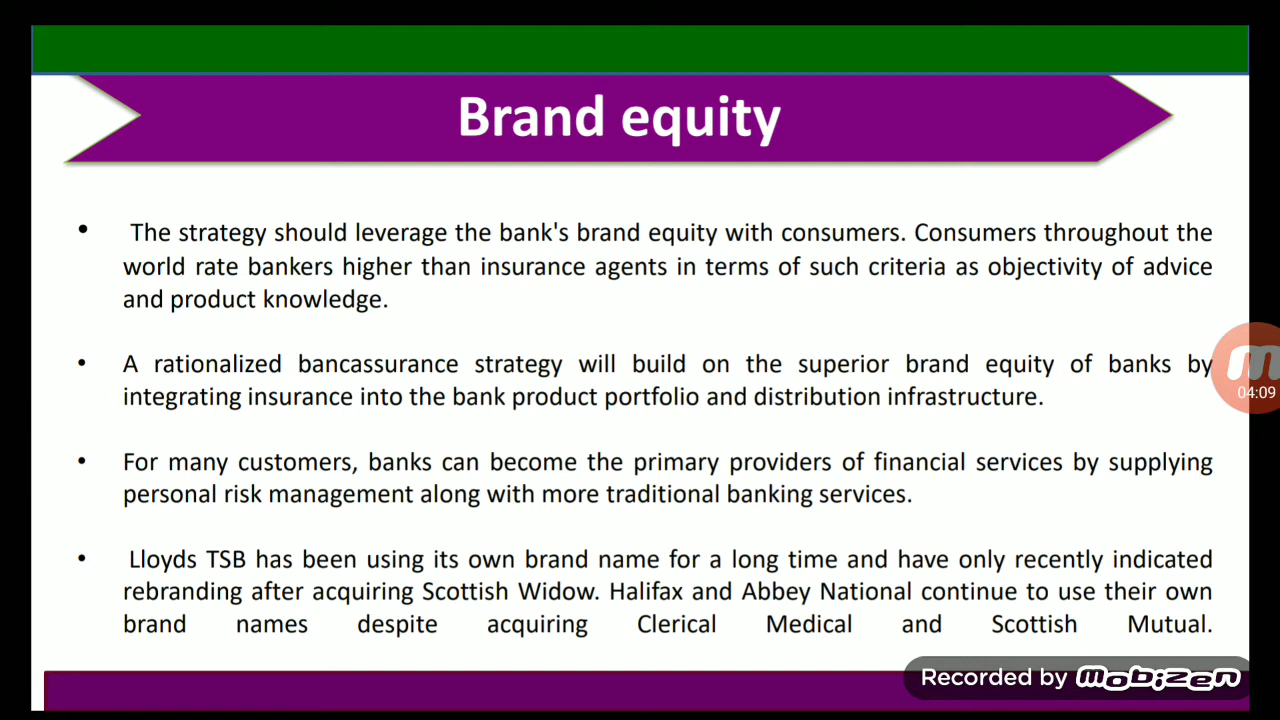 Brand equity
• The strategy should leverage the bank's brand equity with consumers. Consumers throughout the
world rate bankers higher than insurance agents in terms of such criteria as objectivity of advice
and product knowledge.
• A rationalized bancassurance strategy will build on the superior brand equity of banks by
integrating insurance into the bank product portfolio and distribution infrastructure.
• For many customers, banks can become the primary providers of financial services by supplying
personal risk management along with more traditional banking services.
• Lloyds TSB has been using its own brand name for a long time and have only recently indicated
rebranding after acquiring Scottish Widow. Halifax and Abbey National continue to use their own
brand names despite acquiring Clerical Medical and Scottish Mutual.
04:09
Recorded by Mobizen